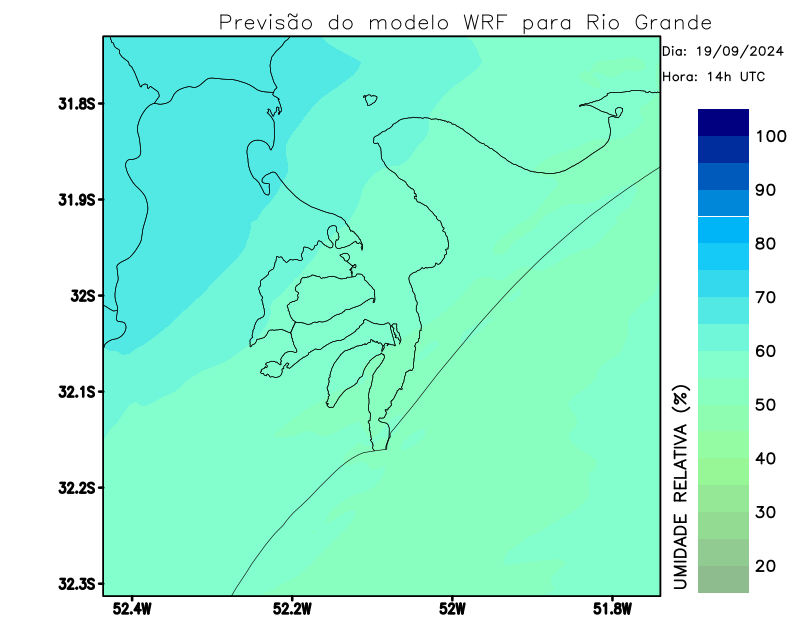 Previsão do modelo WRF para Rio Grande
Dia: 19/09/2024
Hora: 14h UTC
31.8S
31.9S
32S
32.1S
32.2S
32.3S
52.4W
52.2W
52W
51.8W
100
90
80
70
60
50
40
30
20
UMIDADE RELATIVA (%)